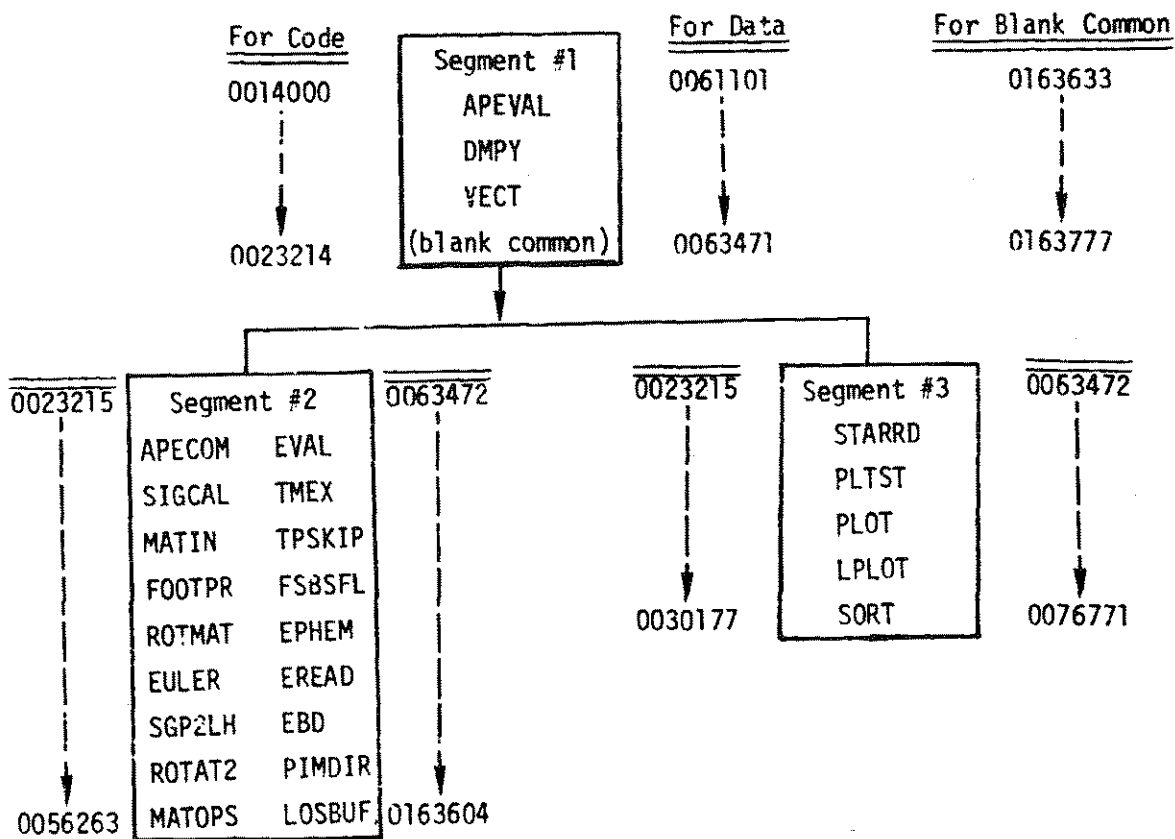 For Code
0014000
0023214
Segment #1
APEVAL
DMPY
VECT
(blank common)
For Data
0061101
0063471
For Blank Common
0163633
0163777
0023215
0056263
Segment #2
APECOM EVAL
SIGCAL TMEX
MATIN TPSKIP
FOOTPR FSBSFL
ROTMAT EPHEM
EULER EREAD
SGP2LH EBD
ROTAT2 PIMDIR
MATOPS LOSBUF
0063472
0163604
0023215
0030177
Segment #3
STARRD
PLTST
PLOT
LPLOT
SORT
0063472
0076771